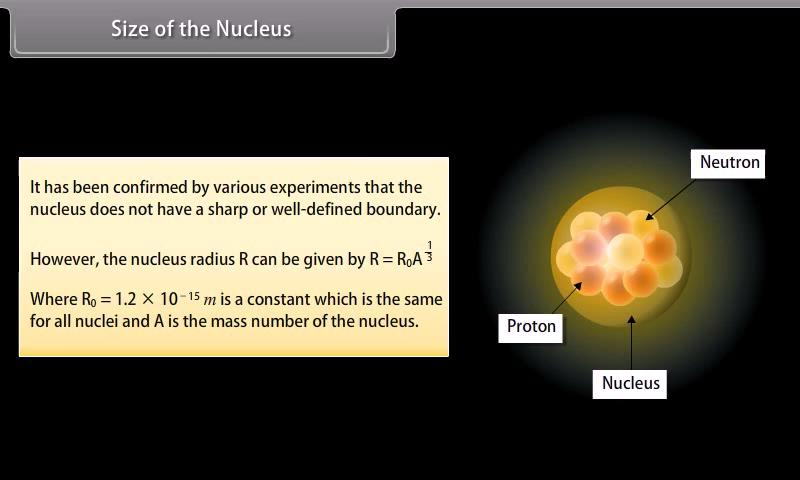 Size of the Nucleus
It has been confirmed by various experiments that the
nucleus does not have a sharp or well-defined boundary.
However, the nucleus radius R can be given by R = R₀A^(1/3)
Where R₀ = 1.2 × 10⁻¹⁵ m is a constant which is the same
for all nuclei and A is the mass number of the nucleus.
Neutron
Proton
Nucleus